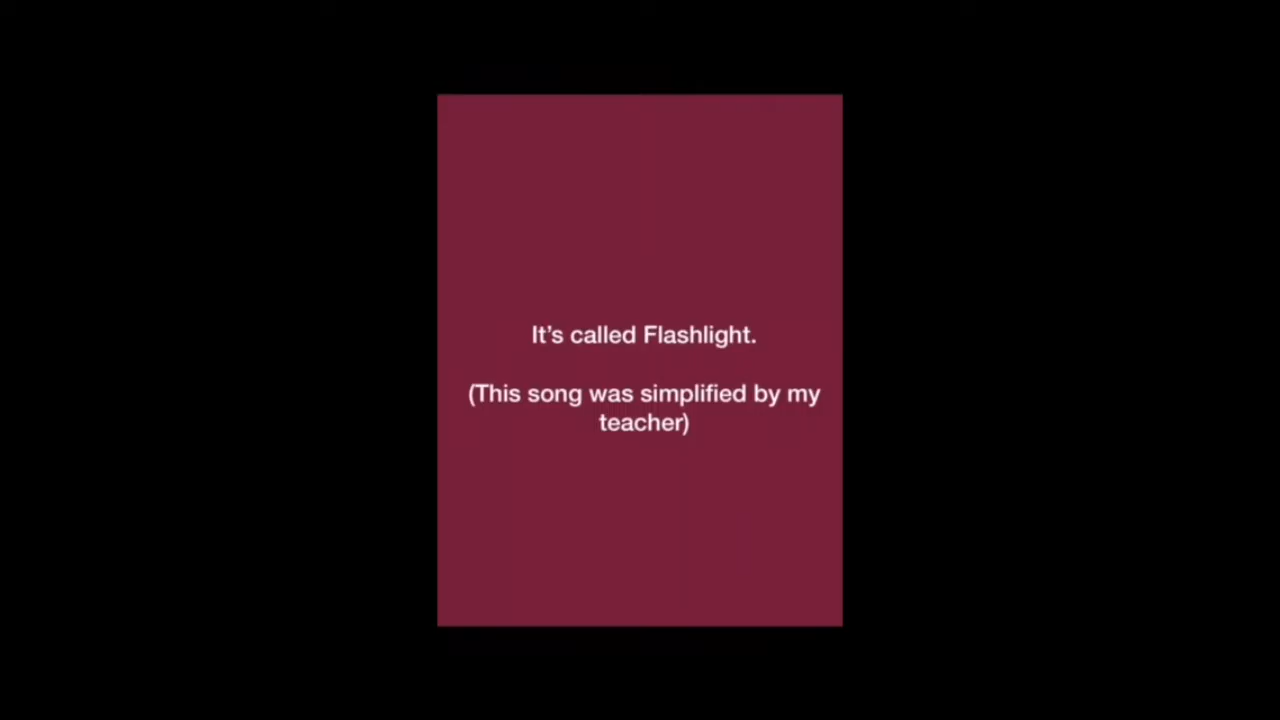 It’s called Flashlight.
(This song was simplified by my
teacher)